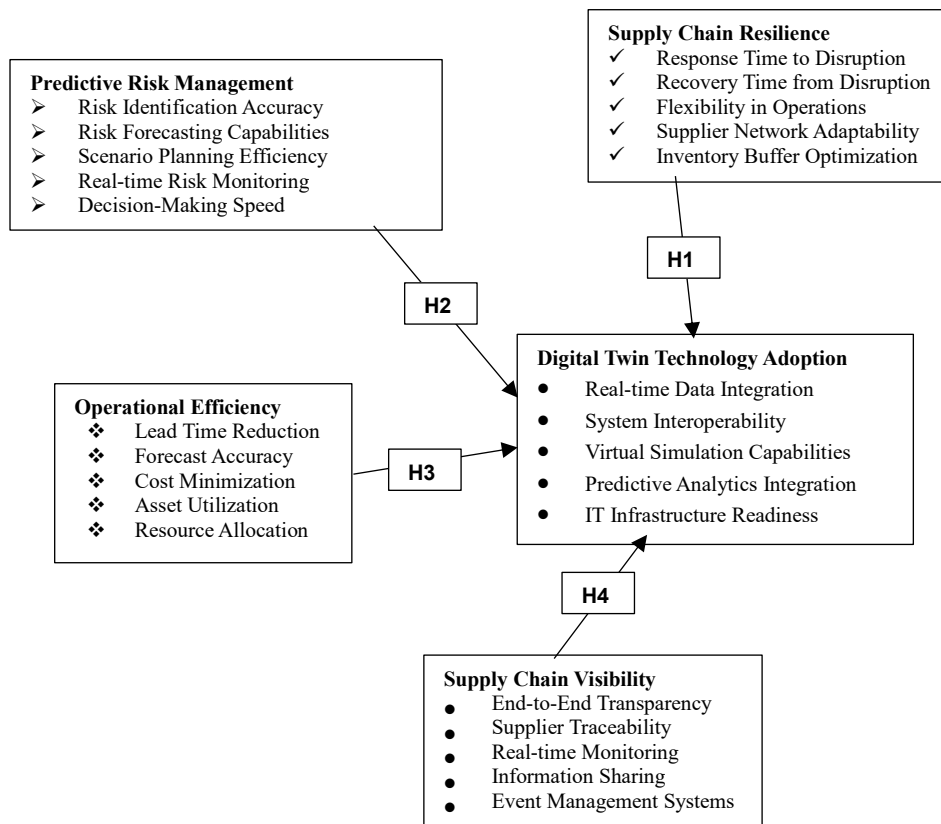 Supply Chain Resilience
✓ Response Time to Disruption
✓ Recovery Time from Disruption
✓ Flexibility in Operations
✓ Supplier Network Adaptability
✓ Inventory Buffer Optimization
Predictive Risk Management
➢ Risk Identification Accuracy
➢ Risk Forecasting Capabilities
➢ Scenario Planning Efficiency
➢ Real-time Risk Monitoring
➢ Decision-Making Speed
H1
H2
Digital Twin Technology Adoption
● Real-time Data Integration
● System Interoperability
● Virtual Simulation Capabilities
● Predictive Analytics Integration
● IT Infrastructure Readiness
Operational Efficiency
❖ Lead Time Reduction
❖ Forecast Accuracy
❖ Cost Minimization
❖ Asset Utilization
❖ Resource Allocation
H3
H4
Supply Chain Visibility
● End-to-End Transparency
● Supplier Traceability
● Real-time Monitoring
● Information Sharing
● Event Management Systems